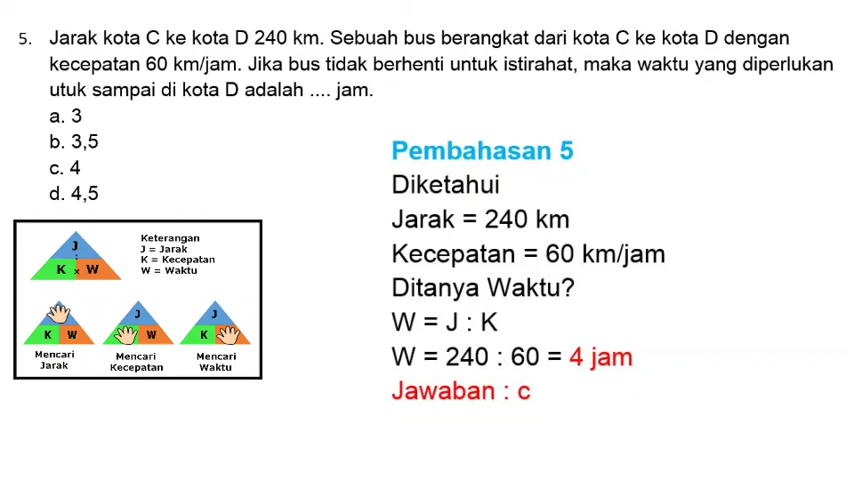 5. Jarak kota C ke kota D 240 km. Sebuah bus berangkat dari kota C ke kota D dengan
kecepatan 60 km/jam. Jika bus tidak berhenti untuk istirahat, maka waktu yang diperlukan
utuk sampai di kota D adalah .... jam.
a. 3
b. 3,5
c. 4
d. 4,5
J
:
K x W
Keterangan
J = Jarak
K = Kecepatan
W = Waktu
K W
Mencari
Jarak
J
W
Mencari
Kecepatan
J
K
Mencari
Waktu
Pembahasan 5
Diketahui
Jarak = 240 km
Kecepatan = 60 km/jam
Ditanya Waktu?
W = J : K
W = 240 : 60 = 4 jam
Jawaban : c